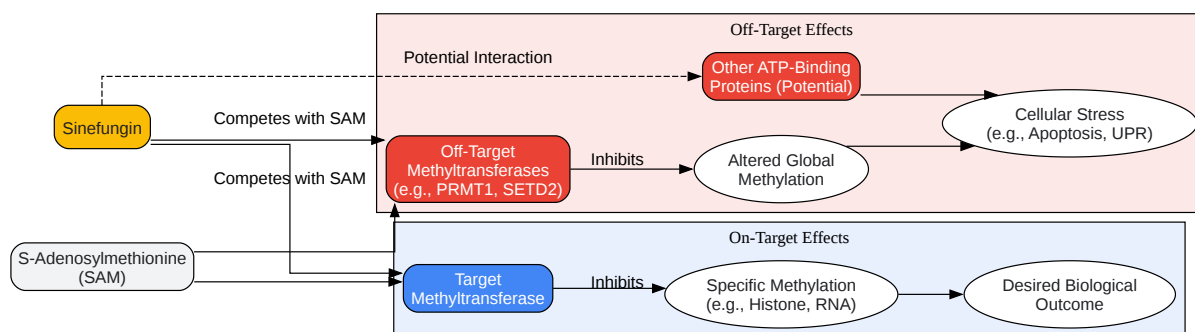 Off-Target Effects
Potential Interaction
Other ATP-Binding
Proteins (Potential)
Sinefungin
Competes with SAM
Cellular Stress
(e.g., Apoptosis, UPR)
Off-Target
Methyltransferases
(e.g., PRMT1, SETD2)
Inhibits
Altered Global
Methylation
Competes with SAM
On-Target Effects
S-Adenosylmethionine
(SAM)
Target
Methyltransferase
Inhibits
Specific Methylation
(e.g., Histone, RNA)
Desired Biological
Outcome